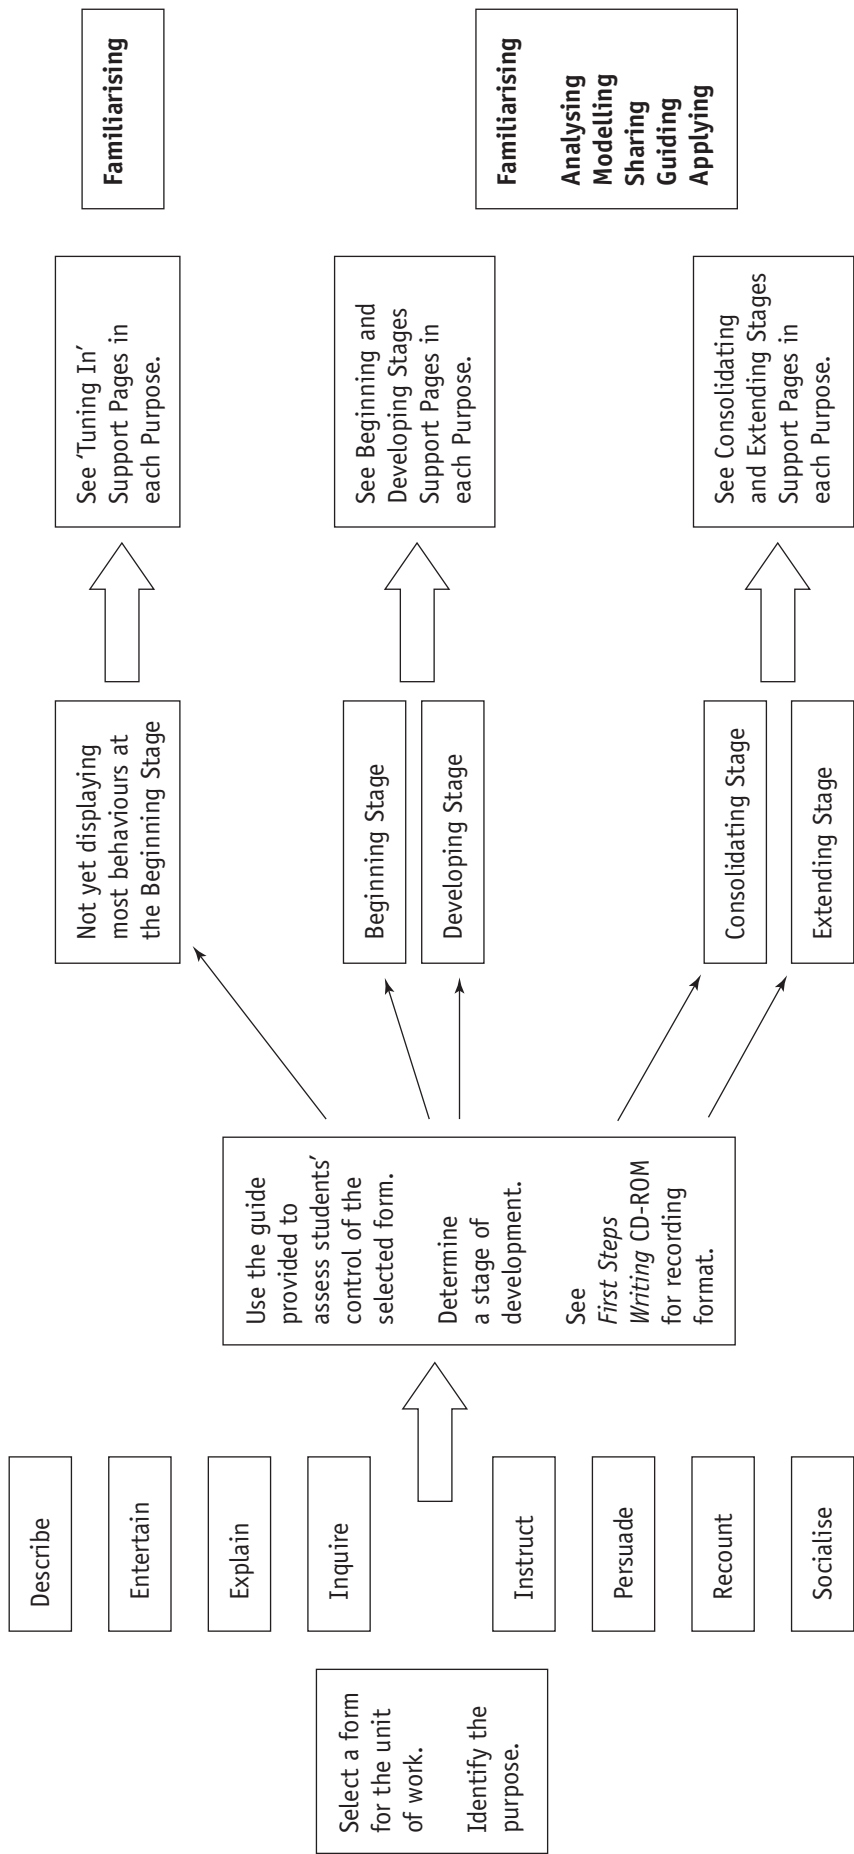 Select a form
for the unit
of work.
Identify the
purpose.
Describe
Entertain
Explain
Inquire
Instruct
Persuade
Recount
Socialise
Use the guide
provided to
assess students’
control of the
selected form.
Determine
a stage of
development.
See
First Steps
Writing CD-ROM
for recording
format.
Not yet displaying
most behaviours at
the Beginning Stage
Beginning Stage
Developing Stage
Consolidating Stage
Extending Stage
See ‘Tuning In’
Support Pages in
each Purpose.
See Beginning and
Developing Stages
Support Pages in
each Purpose.
See Consolidating
and Extending Stages
Support Pages in
each Purpose.
Familiarising
Familiarising
Analysing
Modelling
Sharing
Guiding
Applying